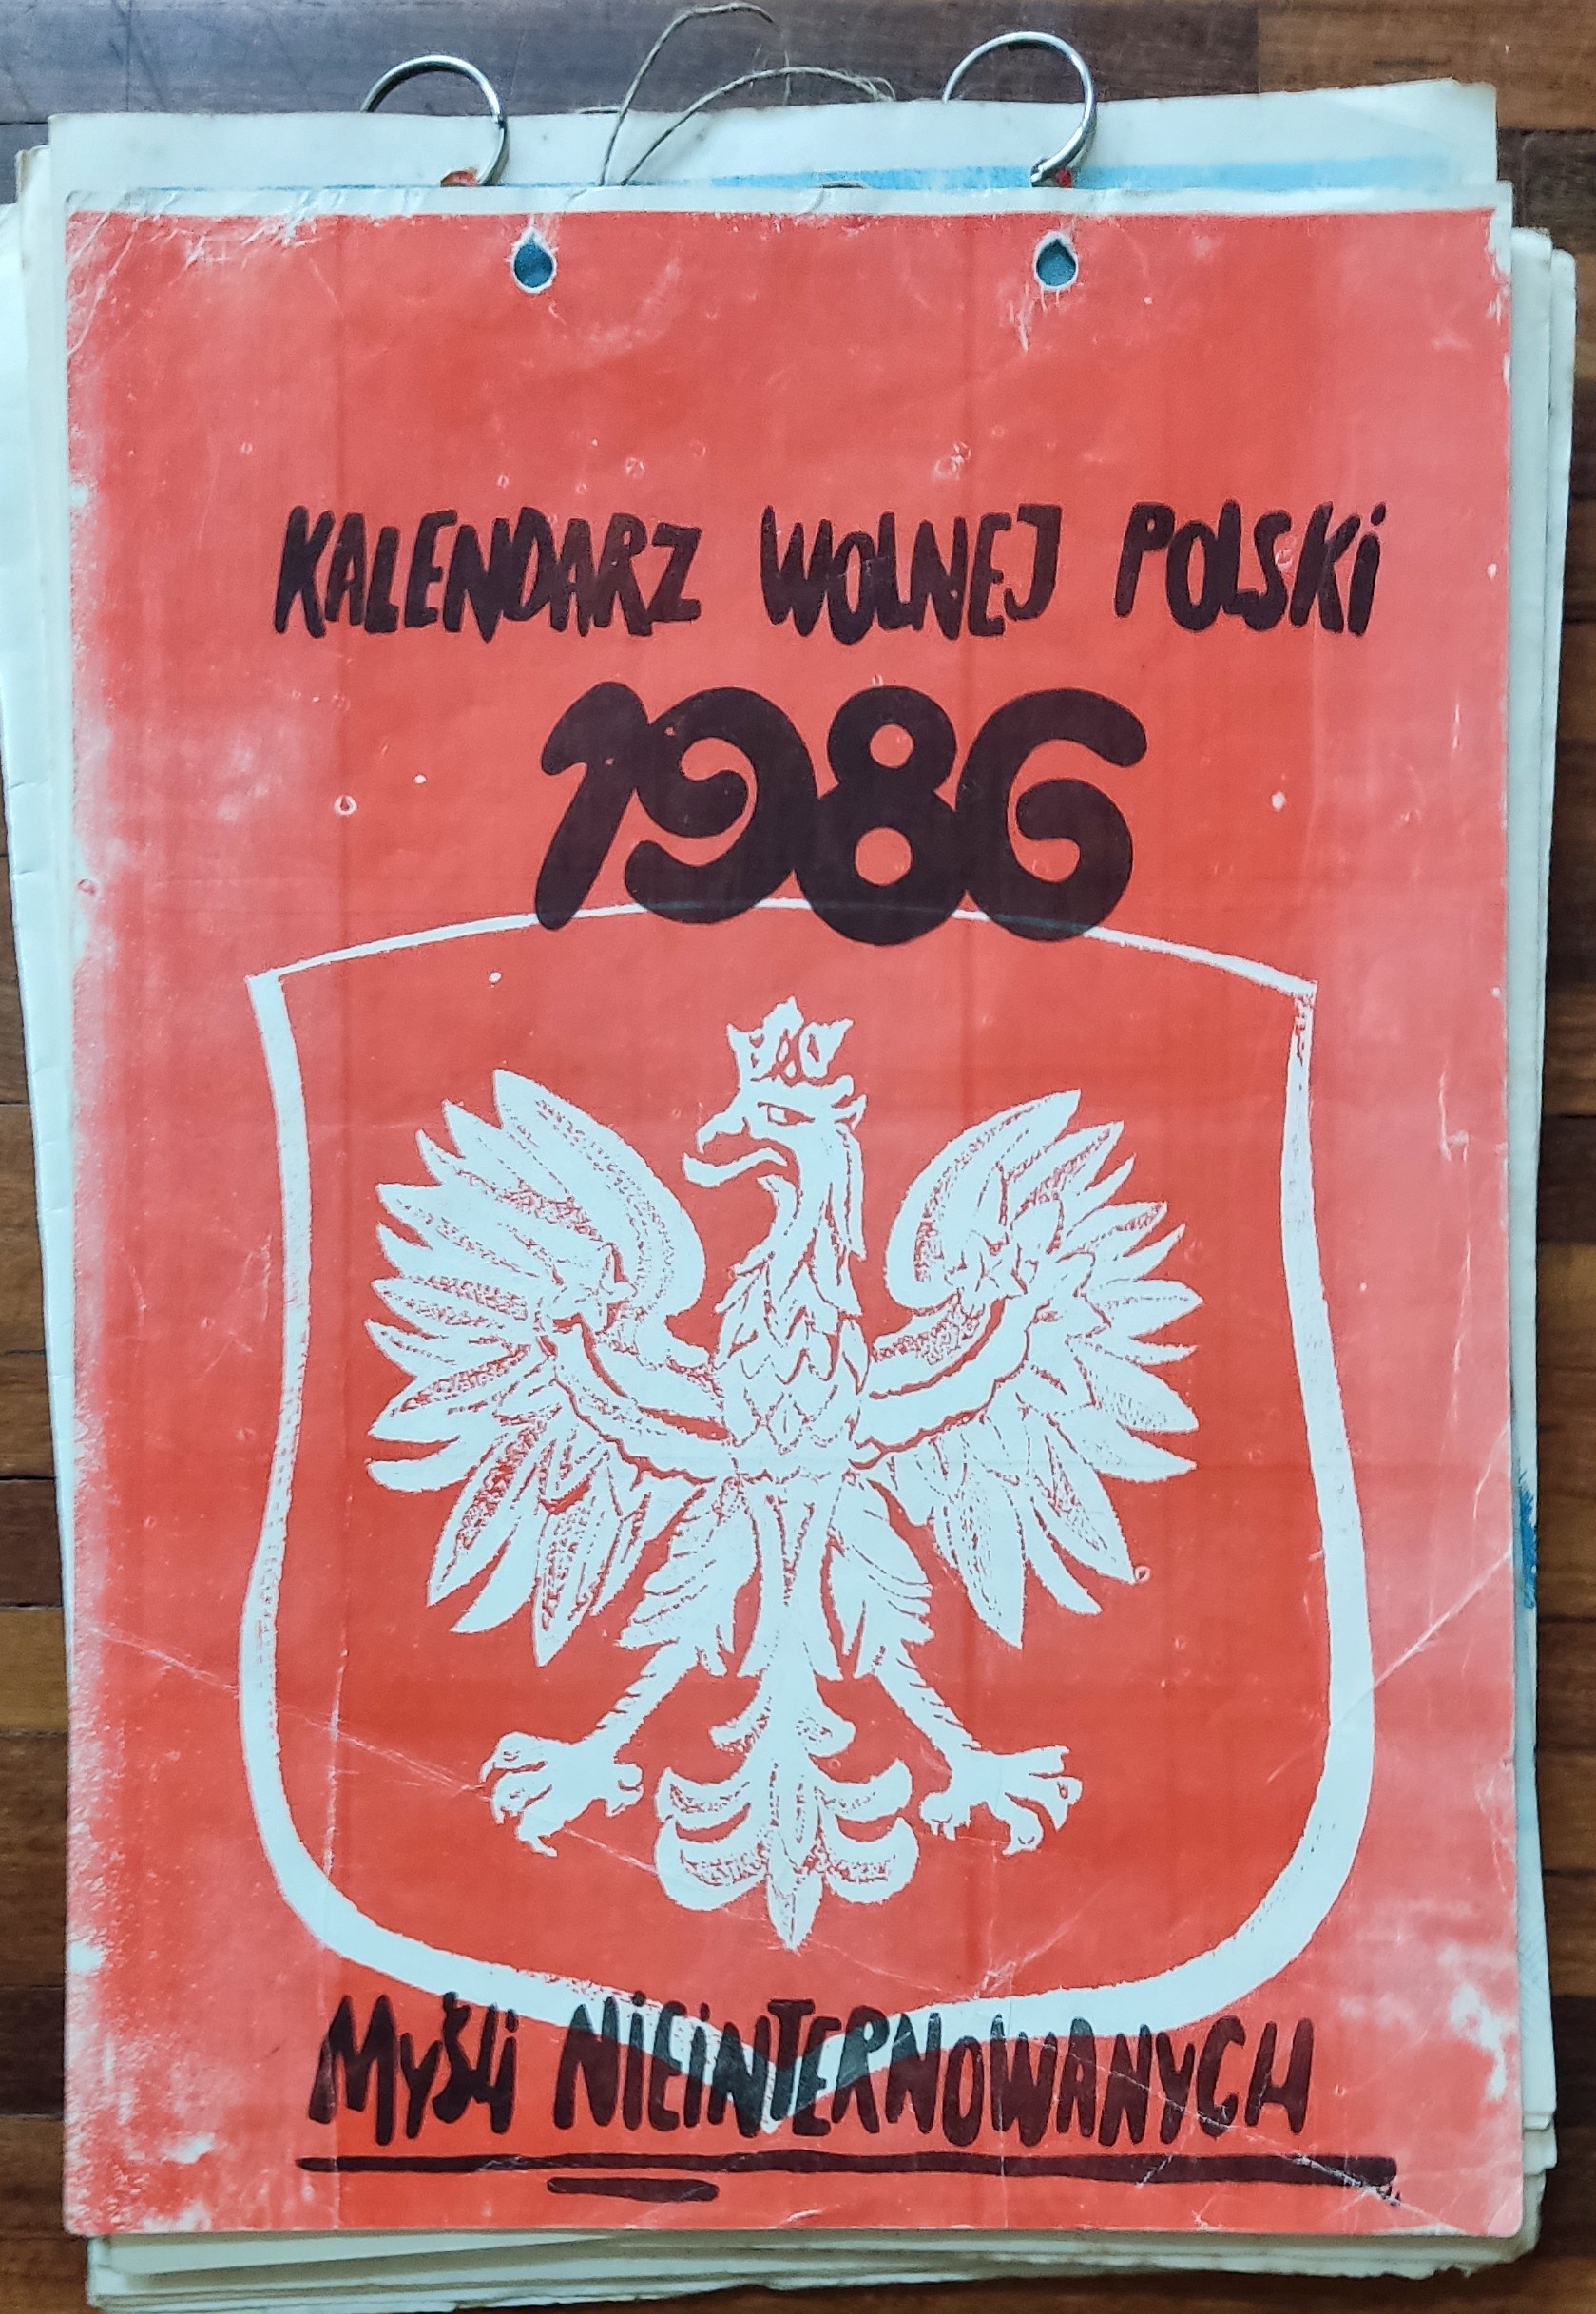 KALENDARZ WOLNEJ POLSKI
1986
MYŚLI NIEINTERNOWANYCH